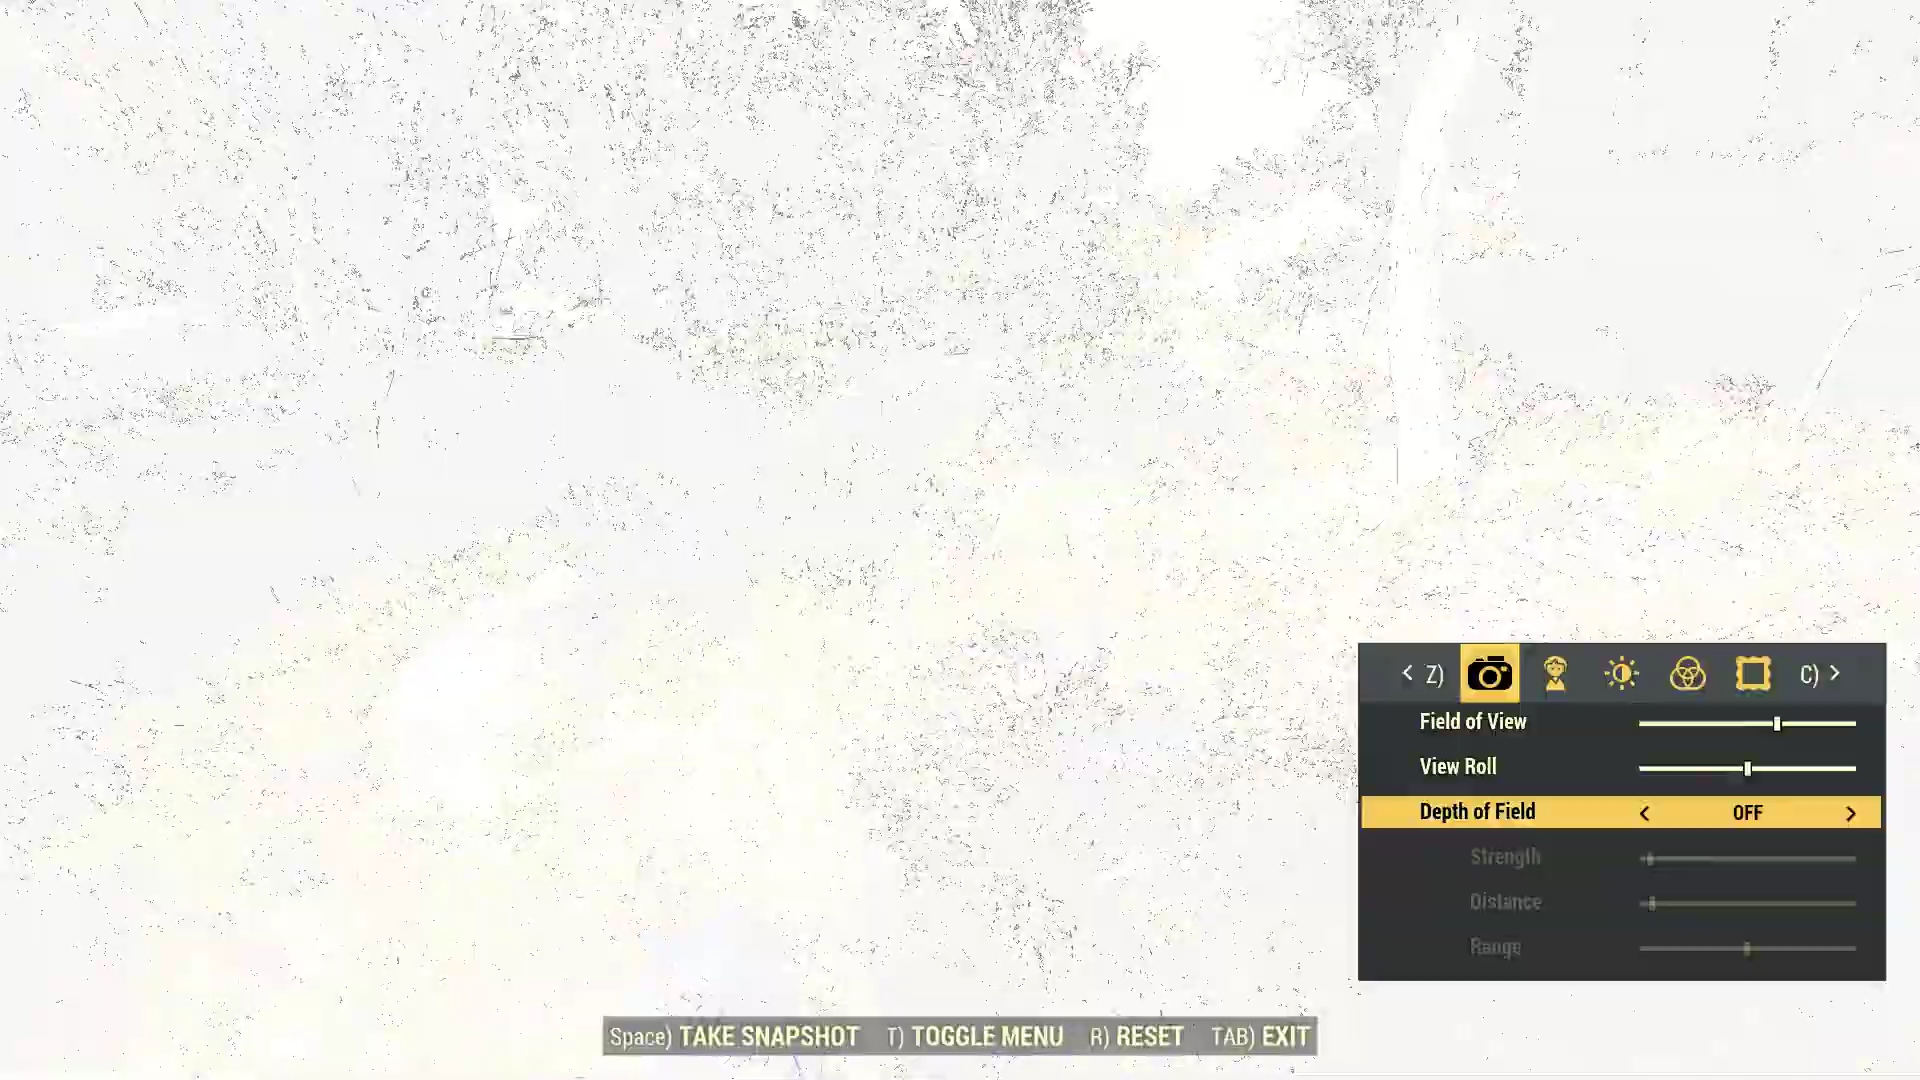 Z) C)
Field of View
View Roll
Depth of Field OFF
Strength
Distance
Range
Space) TAKE SNAPSHOT T) TOGGLE MENU R) RESET TAB) EXIT